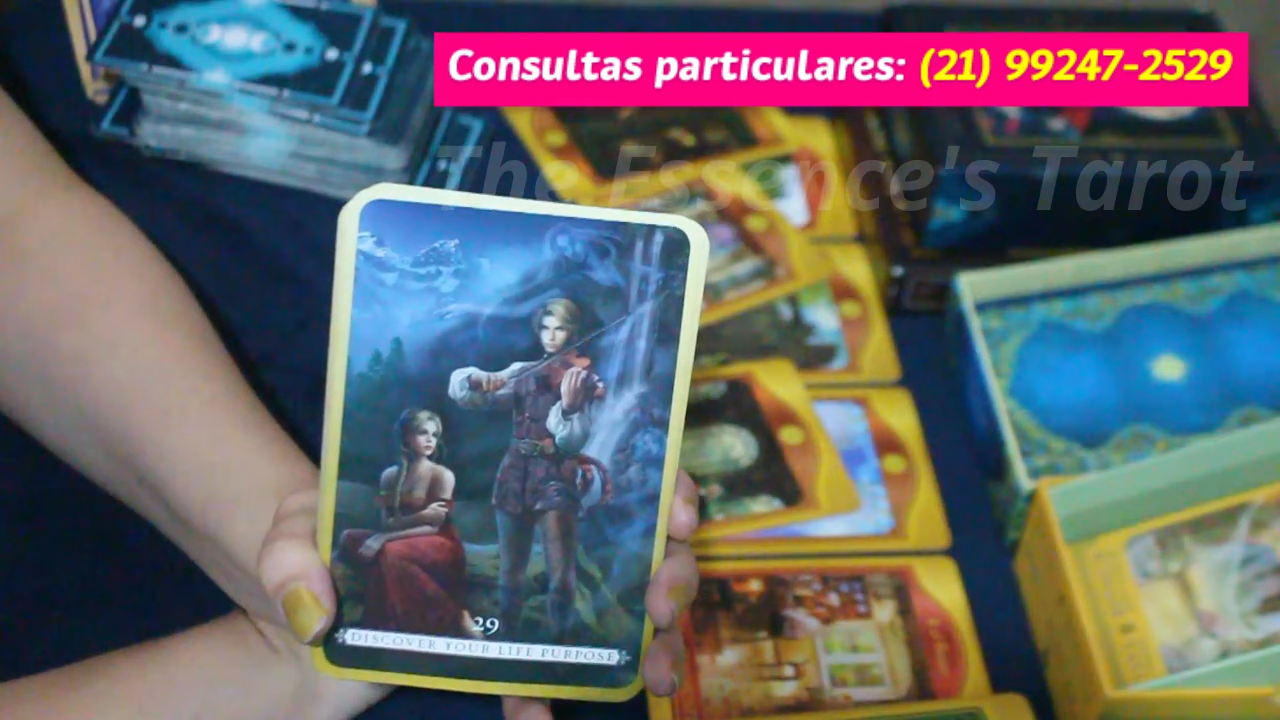 Consultas particulares: (21) 99247-2529
The Essence's Tarot
29
DISCOVER YOUR LIFE PURPOSE